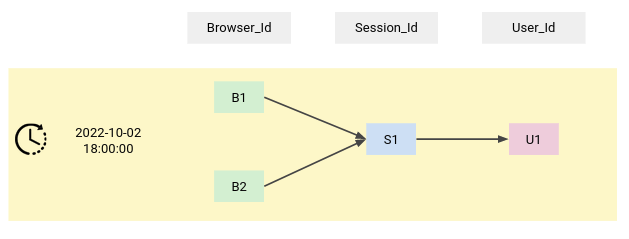 Browser_Id Session_Id User_Id
B1
2022-10-02
18:00:00
S1 U1
B2